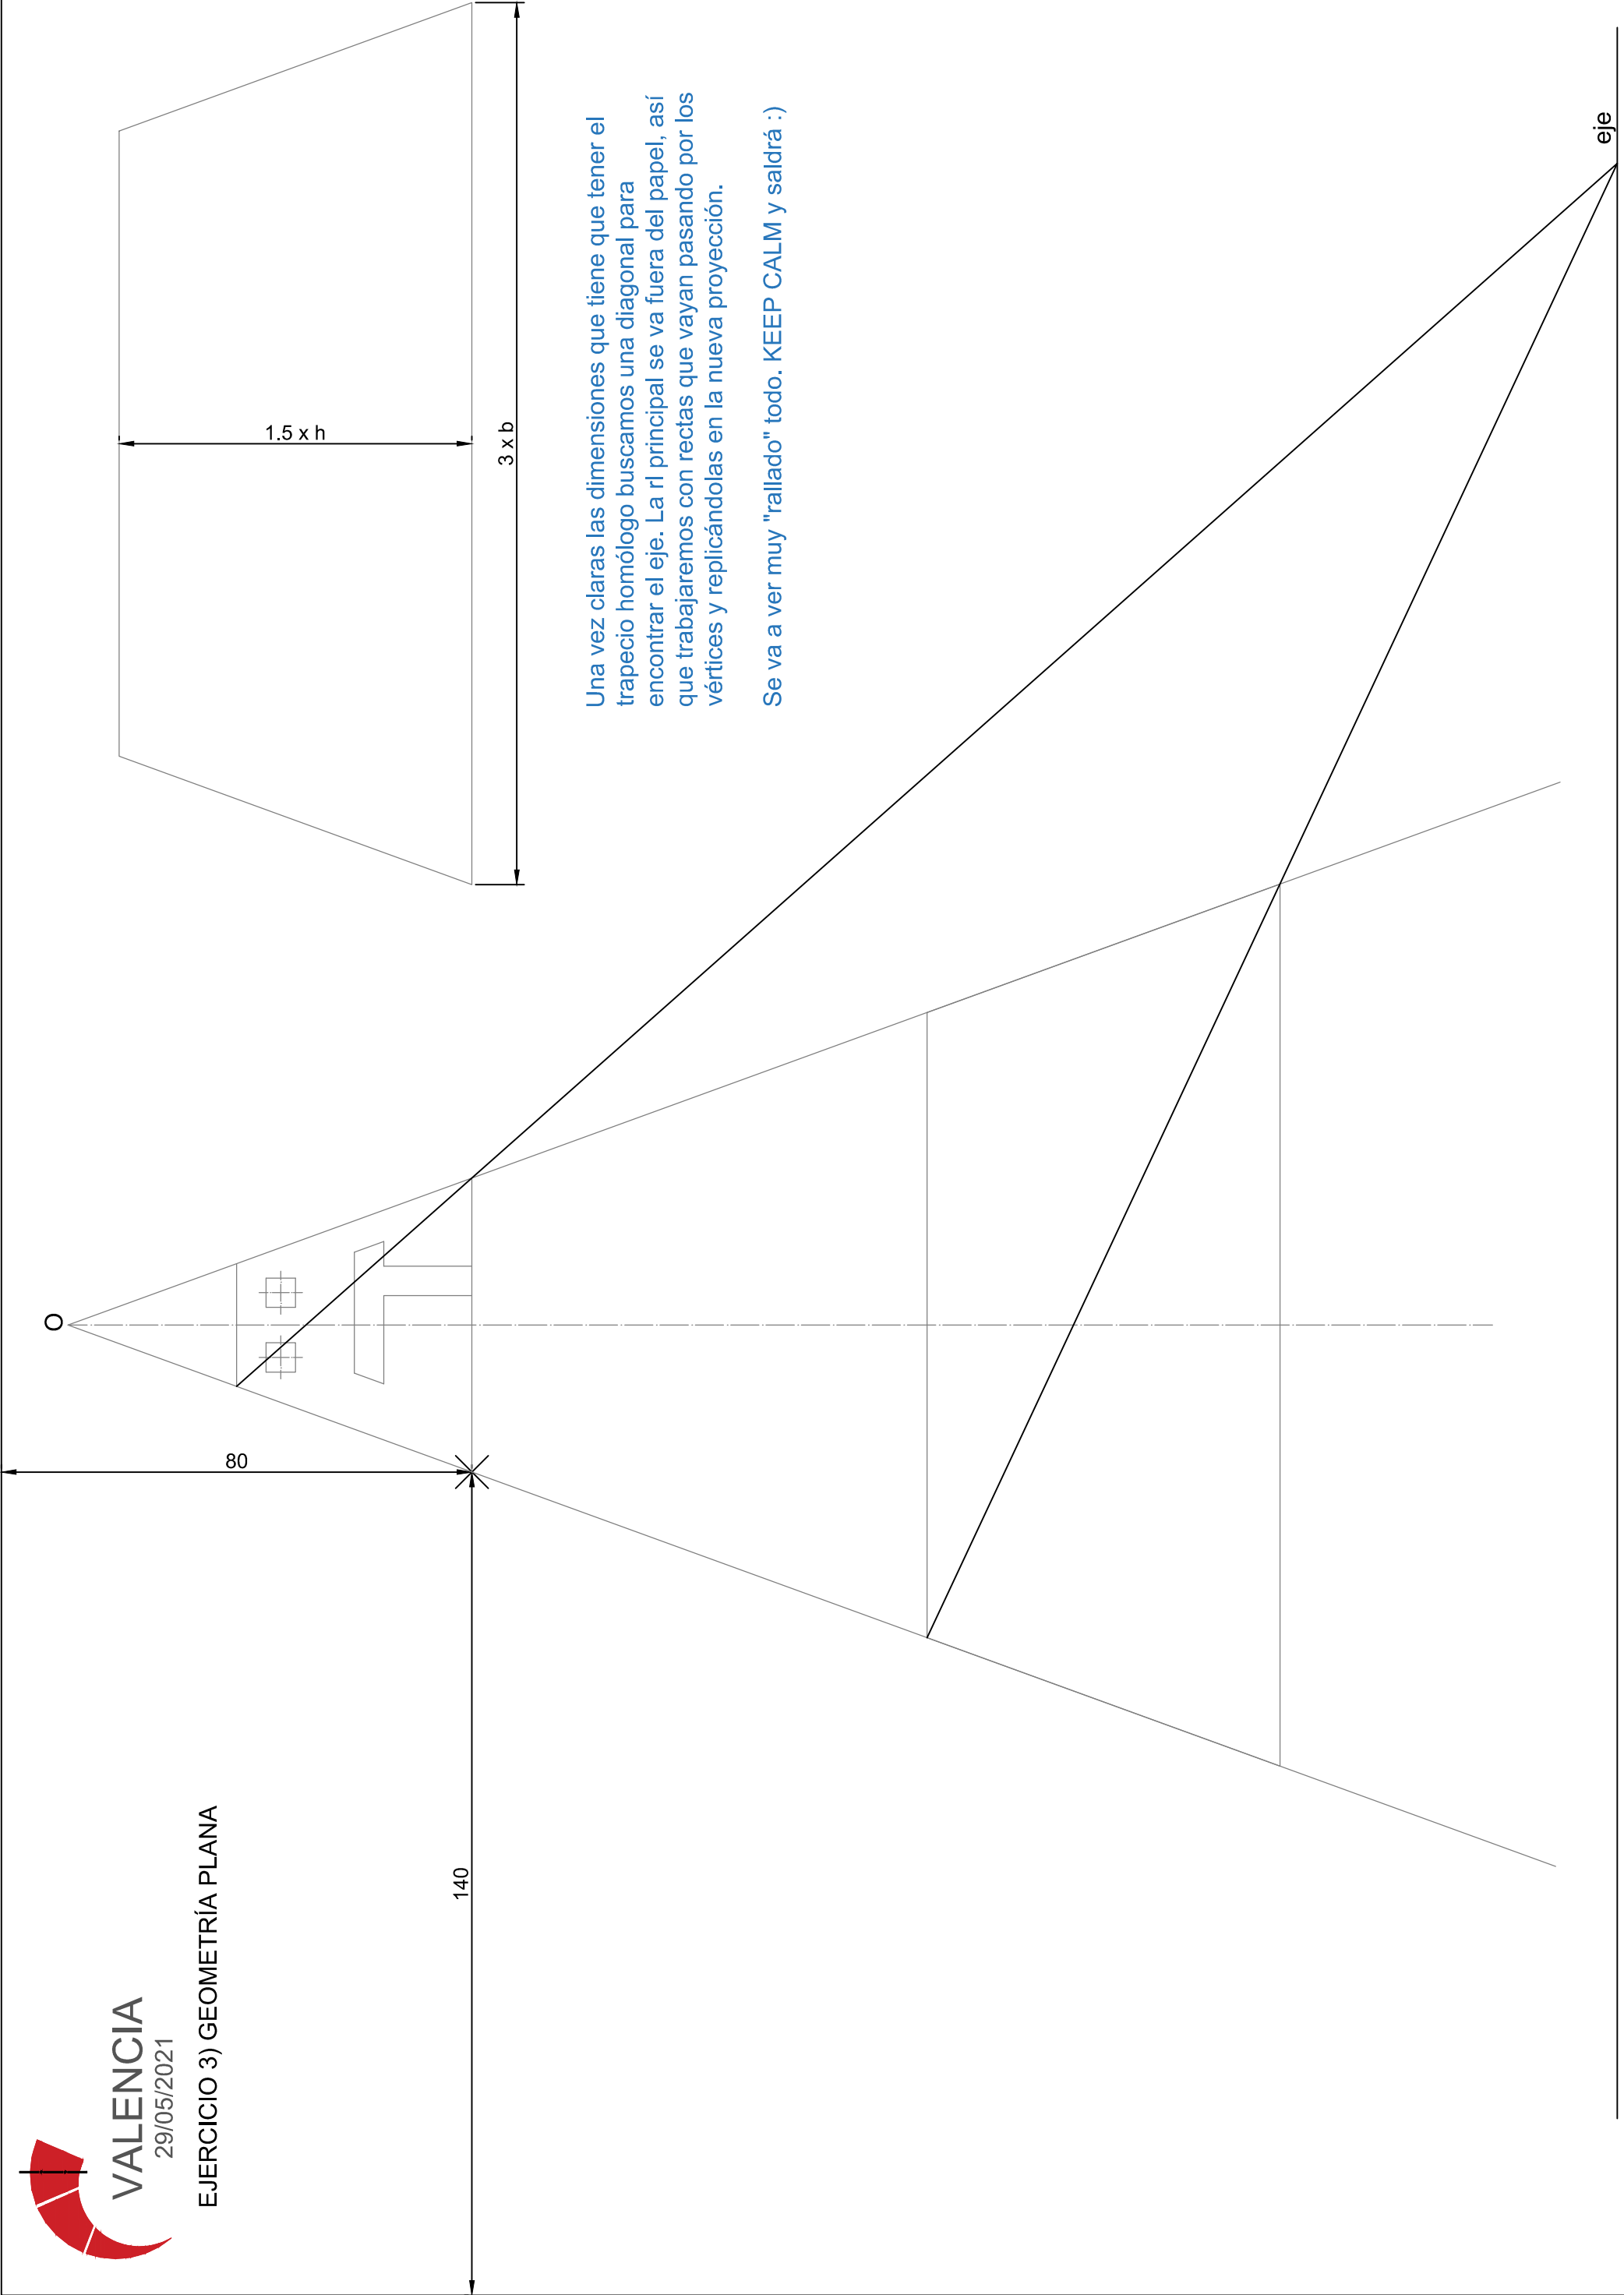 VALENCIA
29/05/2021
EJERCICIO 3) GEOMETRÍA PLANA
140
80
O
1.5 x h
3 x b
Una vez claras las dimensiones que tiene que tener el
trapecio homólogo buscamos una diagonal para
encontrar el eje. La rl principal se va fuera del papel, así
que trabajaremos con rectas que vayan pasando por los
vértices y replicándolas en la nueva proyección.
Se va a ver muy "rallado" todo. KEEP CALM y saldrá :)
eje